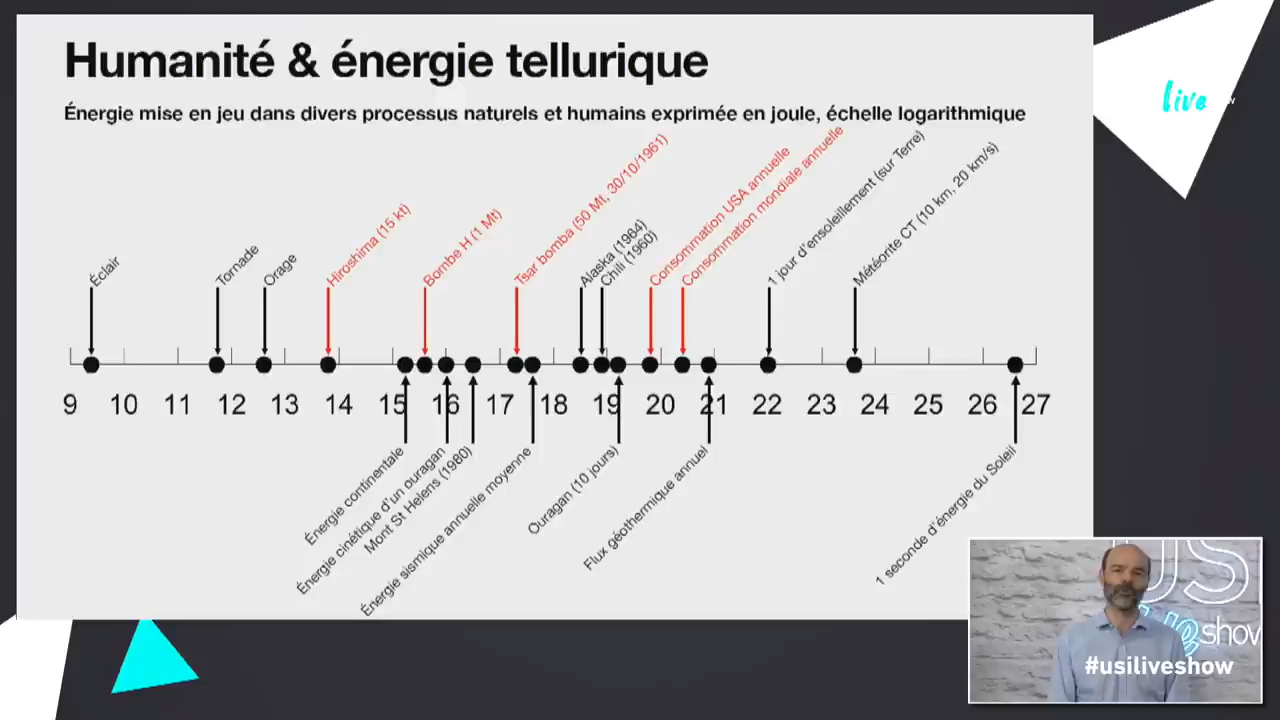 Humanité & énergie tellurique
Énergie mise en jeu dans divers processus naturels et humains exprimée en joule, échelle logarithmique
live
Éclair
Tornade
Orage
Hiroshima (15 kt)
Bombe H (1 Mt)
Tsar bomba (50 Mt, 30/10/1961)
Alaska (1964)
Chili (1960)
Consommation USA annuelle
Consommation mondiale annuelle
1 jour d'ensoleillement (sur Terre)
Météorite CT (10 km, 20 km/s)
9 10 11 12 13 14 15 16 17 18 19 20 21 22 23 24 25 26 27
Énergie continentale
Énergie cinétique d'un ouragan
Mont St Helens (1980)
Énergie sismique annuelle moyenne
Ouragan (10 jours)
Flux géothermique annuel
1 seconde d'énergie du Soleil
US
show
#usiliveshow